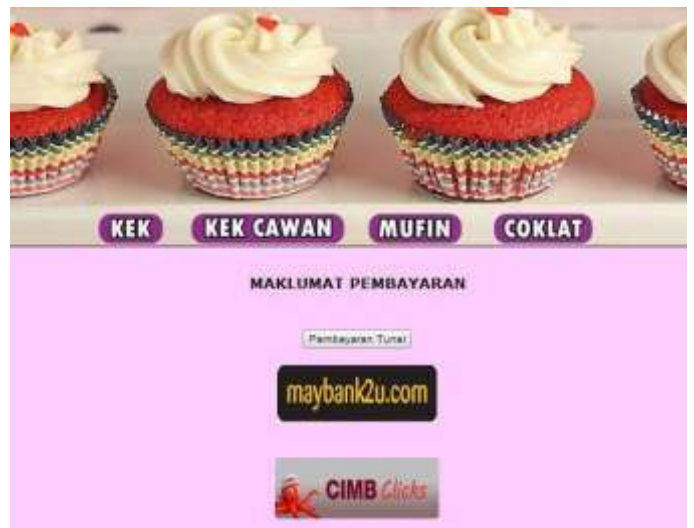 KEK KEK CAWAN MUFIN COKLAT
MAKLUMAT PEMBAYARAN
Pembayaran Tunai
maybank2u.com
CIMB Clicks